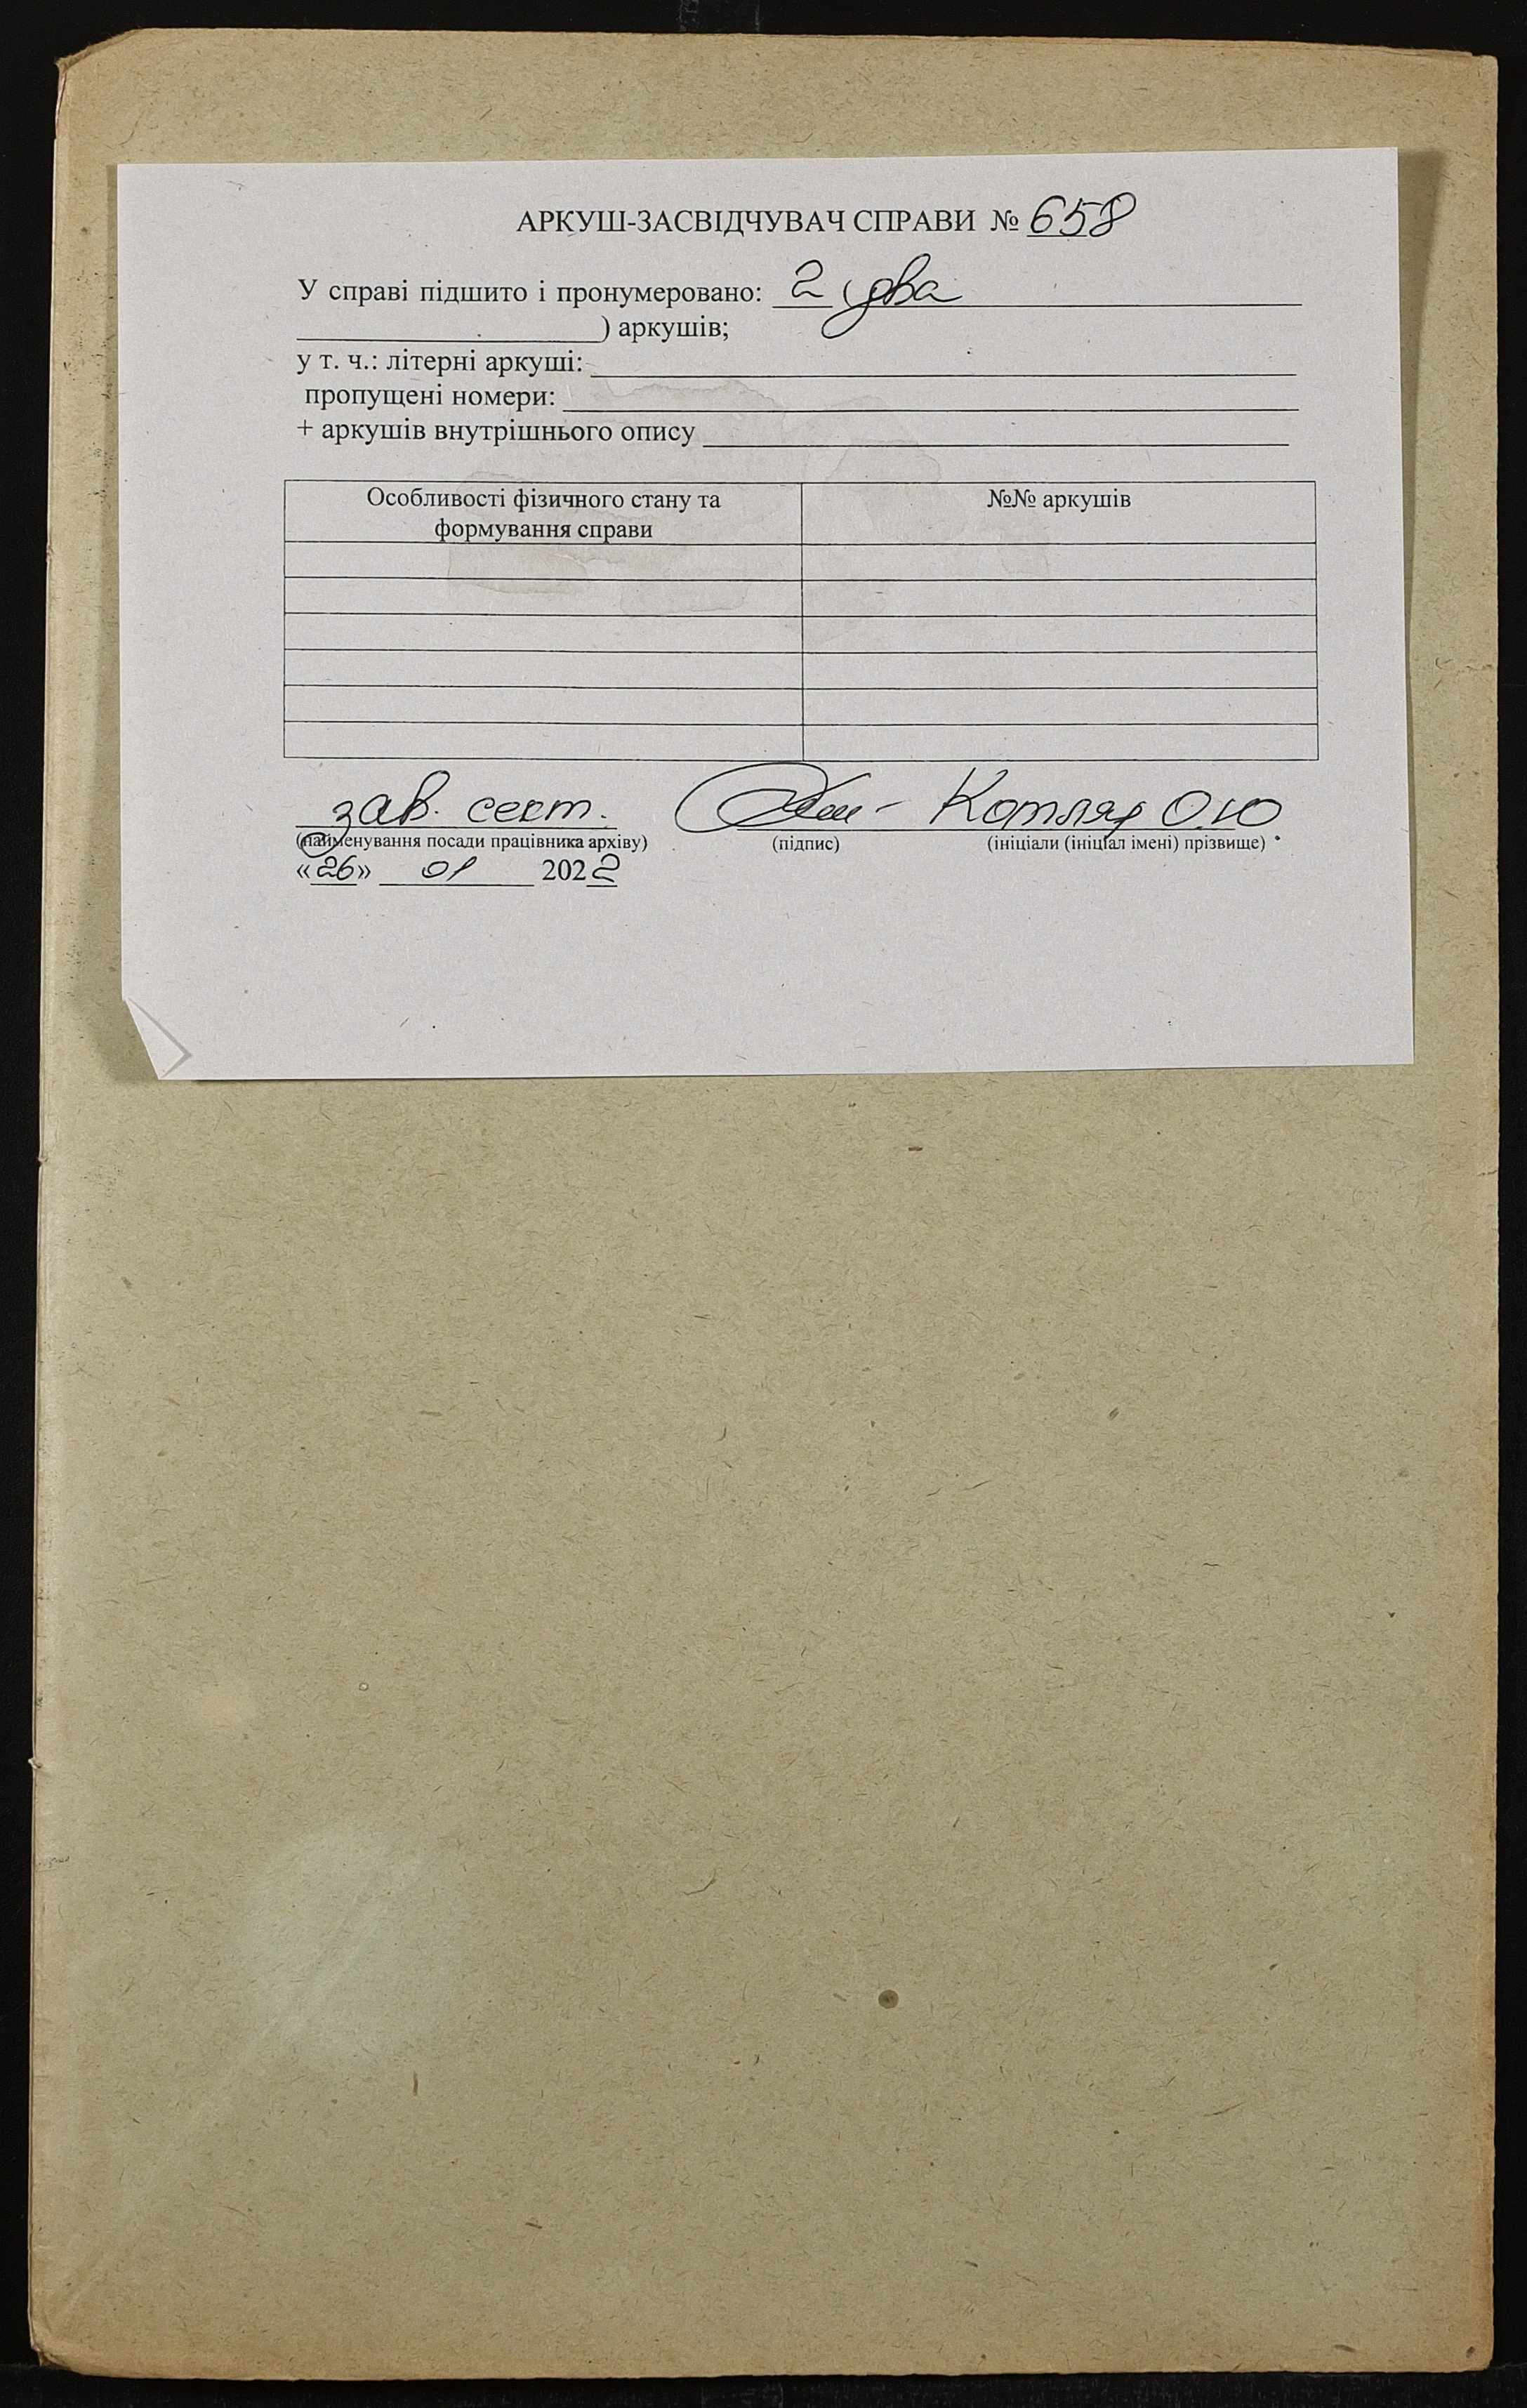 АРКУШ-ЗАСВІДЧУВАЧ СПРАВИ № 658
У справі підшито і пронумеровано: 2 (два
) аркушів;
у т. ч.: літерні аркуші:
пропущені номери:
+ аркушів внутрішнього опису
Особливості фізичного стану та формування справи №№ аркушів
зав. сект. Котляр О.Ю.
(найменування посади працівника архіву) (підпис) (ініціали (ініціал імені) прізвище)
«26» 01 2022